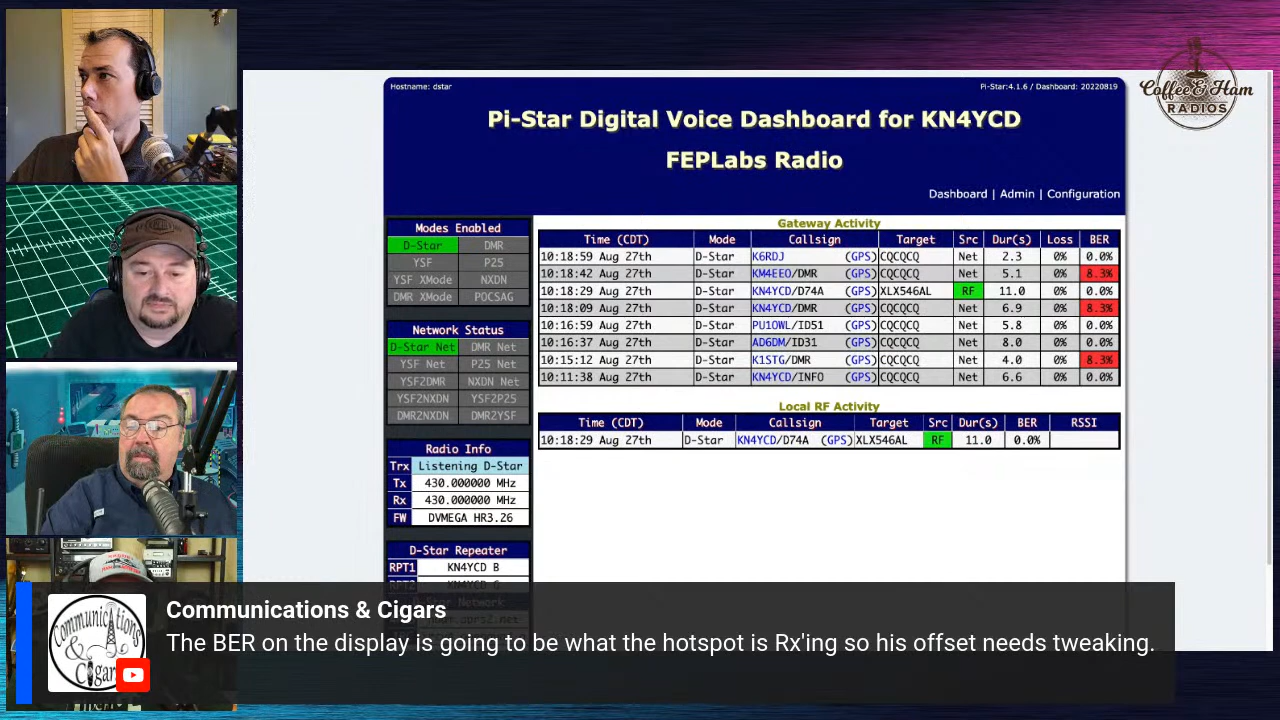 Hostname: dstar
Pi-Star:4.1.6 / Dashboard: 20220819
Coffee & Ham
RADIOS
Pi-Star Digital Voice Dashboard for KN4YCD
FEPLabs Radio
Dashboard | Admin | Configuration
Modes Enabled
D-Star DMR
YSF P25
YSF XMode NXDN
DMR XMode POCSAG
Network Status
D-Star Net DMR Net
YSF Net P25 Net
YSF2DMR NXDN Net
YSF2NXDN YSF2P25
DMR2NXDN DMR2YSF
Radio Info
Trx Listening D-Star
Tx 430.000000 MHz
Rx 430.000000 MHz
FW DVMEGA HR3.26
D-Star Repeater
RPT1 KN4YCD B
RPT2 KN4YCD G
Gateway Activity
Time (CDT) Mode Callsign Target Src Dur(s) Loss BER
10:18:59 Aug 27th D-Star K6RDJ (GPS) CQCQCQ Net 2.3 0% 0.0%
10:18:42 Aug 27th D-Star KM4EEO/DMR (GPS) CQCQCQ Net 5.1 0% 8.3%
10:18:29 Aug 27th D-Star KN4YCD/D74A (GPS) XLX546AL RF 11.0 0% 0.0%
10:18:09 Aug 27th D-Star KN4YCD/DMR (GPS) CQCQCQ Net 6.9 0% 8.3%
10:16:59 Aug 27th D-Star PU1OWL/ID51 (GPS) CQCQCQ Net 5.8 0% 0.0%
10:16:37 Aug 27th D-Star AD6DM/ID31 (GPS) CQCQCQ Net 8.0 0% 0.0%
10:15:12 Aug 27th D-Star K1STG/DMR (GPS) CQCQCQ Net 4.0 0% 8.3%
10:11:38 Aug 27th D-Star KN4YCD/INFO (GPS) CQCQCQ Net 6.6 0% 0.0%
Local RF Activity
Time (CDT) Mode Callsign Target Src Dur(s) BER RSSI
10:18:29 Aug 27th D-Star KN4YCD/D74A (GPS) XLX546AL RF 11.0 0.0%
Communications
& Cigars
Communications & Cigars
The BER on the display is going to be what the hotspot is Rx'ing so his offset needs tweaking.